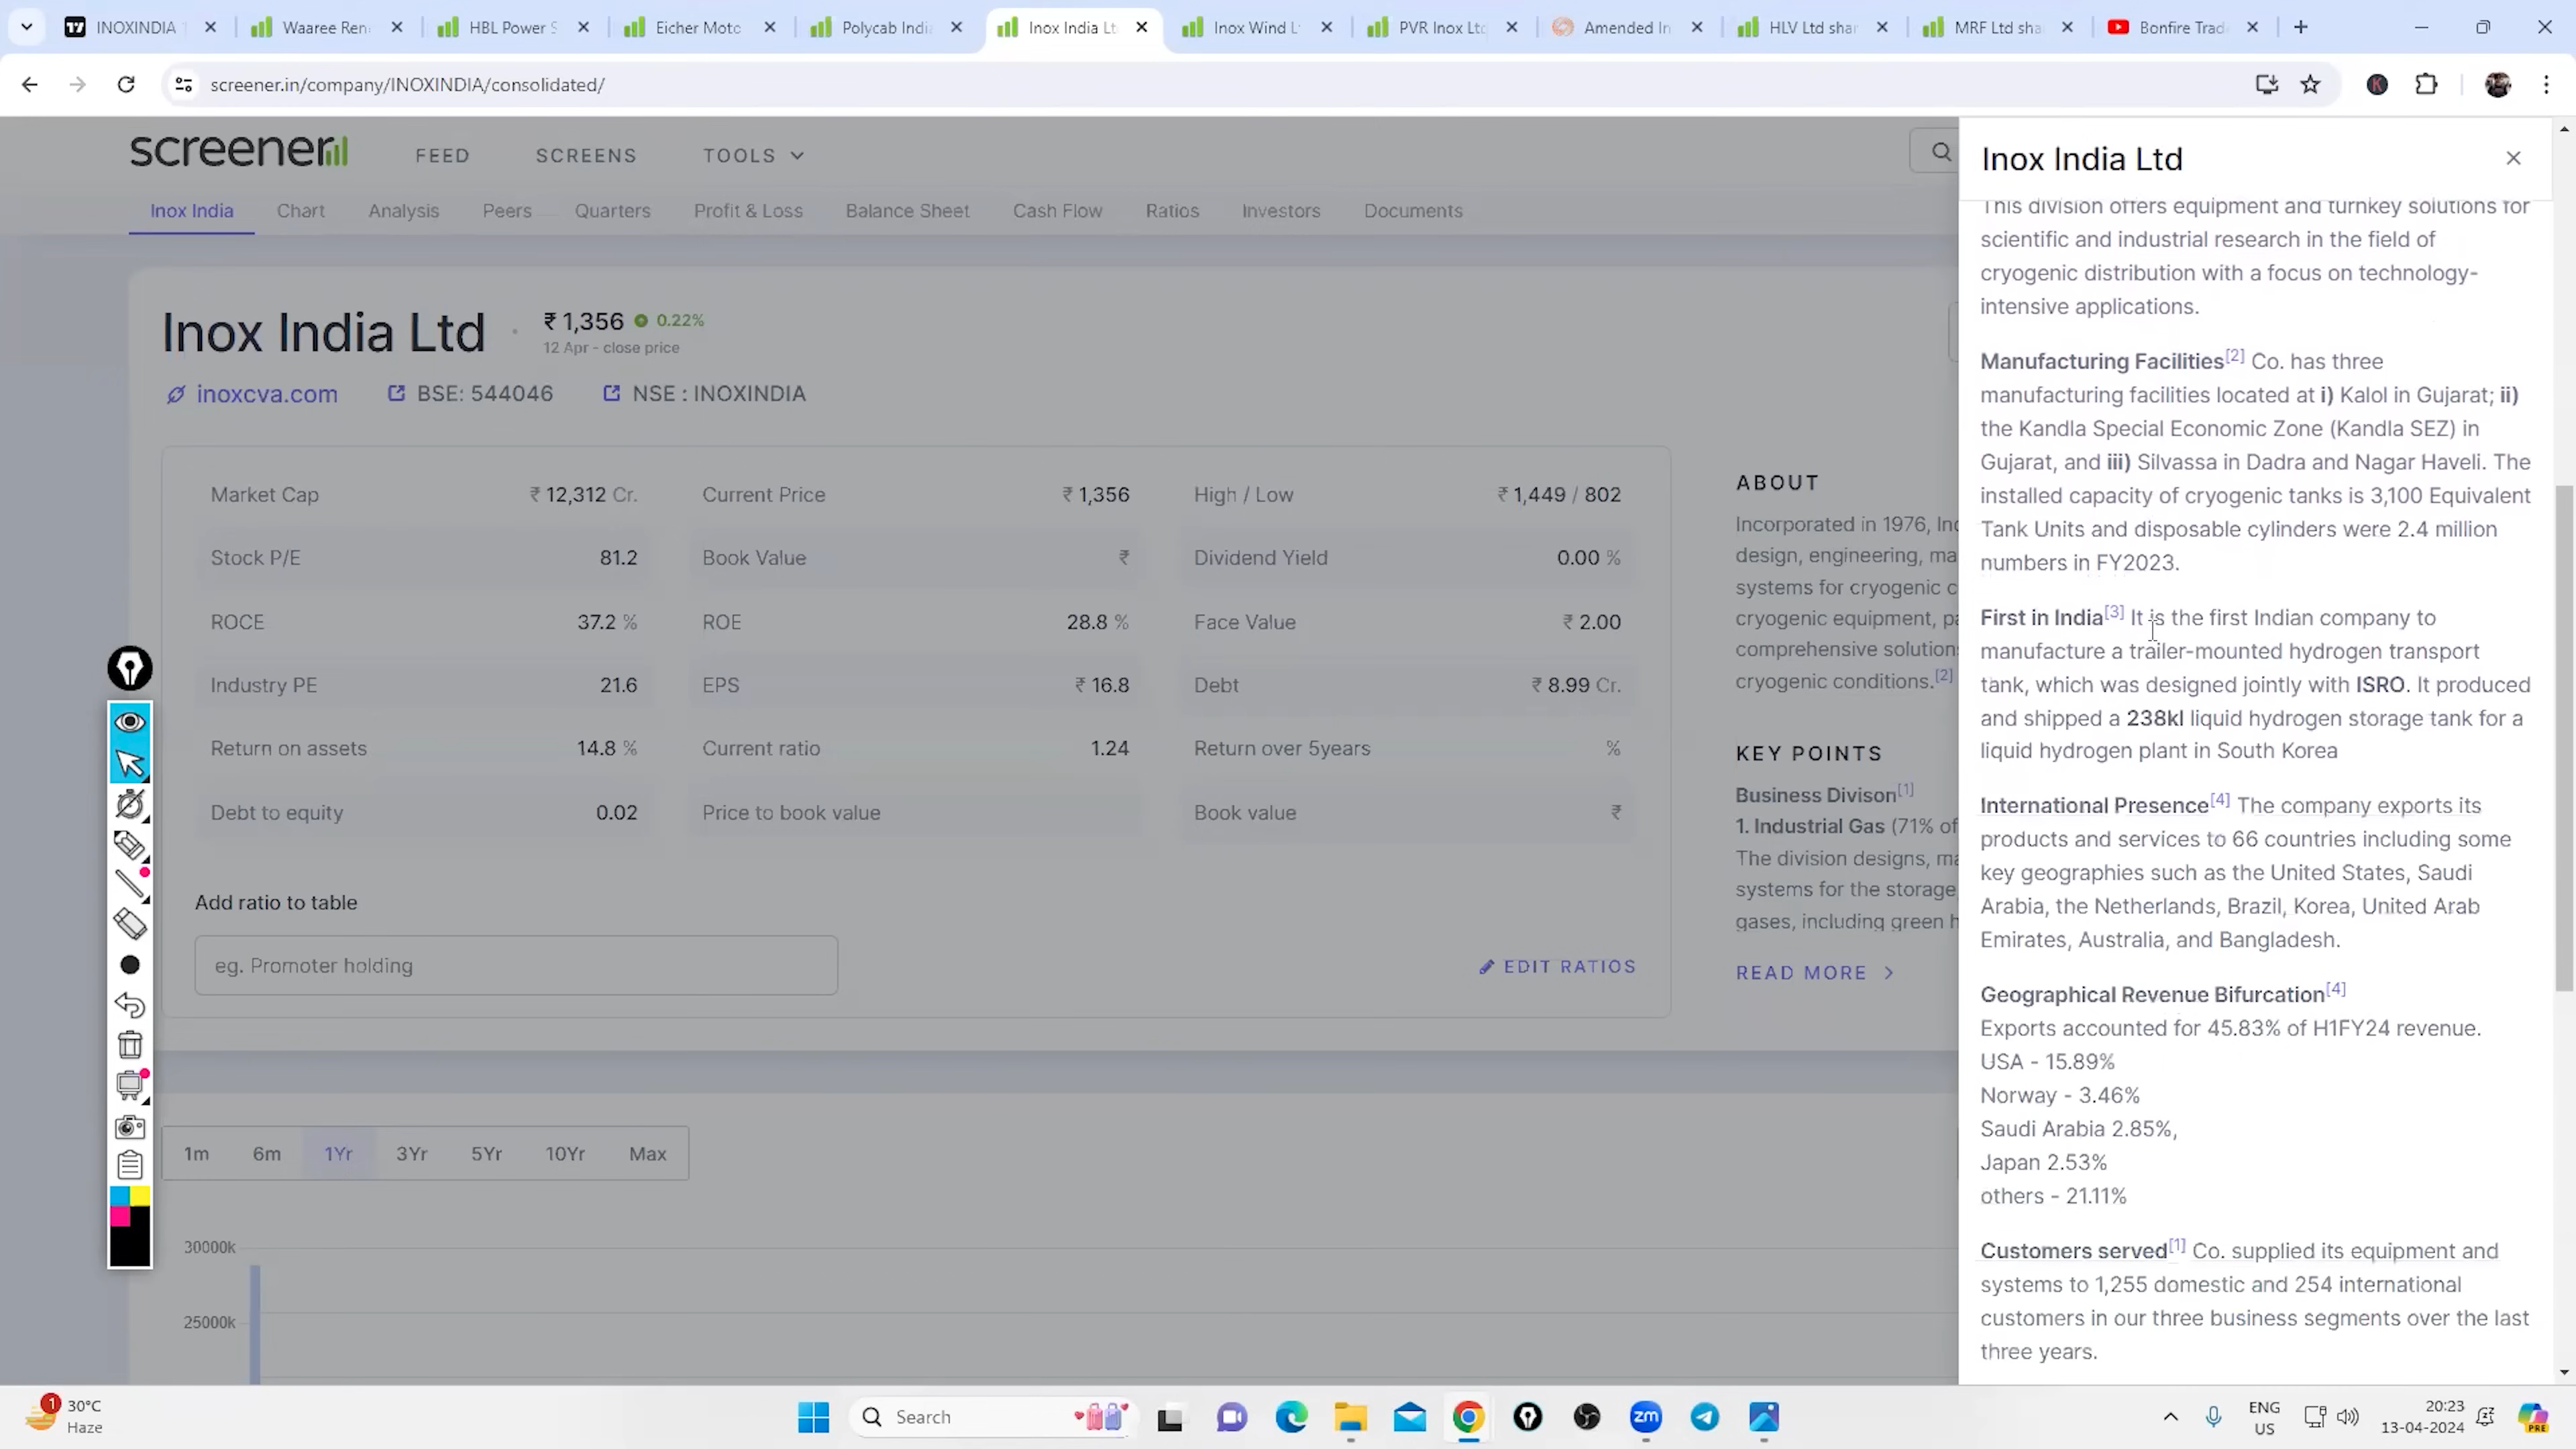 INOXINDIA
Waaree Ren
HBL Power S
Eicher Moto
Polycab Indi
Inox India Lt
Inox Wind L
PVR Inox Ltd
Amended In
HLV Ltd shar
MRF Ltd sha
Bonfire Trad
screener.in/company/INOXINDIA/consolidated/
K
screener
FEED
SCREENS
TOOLS
Inox India
Chart
Analysis
Peers
Quarters
Profit & Loss
Balance Sheet
Cash Flow
Ratios
Investors
Documents
Inox India Ltd
₹ 1,356 0.22%
12 Apr - close price
inoxcva.com
BSE: 544046
NSE : INOXINDIA
Market Cap ₹ 12,312 Cr.
Current Price ₹ 1,356
High / Low ₹ 1,449 / 802
Stock P/E 81.2
Book Value ₹
Dividend Yield 0.00 %
ROCE 37.2 %
ROE 28.8 %
Face Value ₹ 2.00
Industry PE 21.6
EPS ₹ 16.8
Debt ₹ 8.99 Cr.
Return on assets 14.8 %
Current ratio 1.24
Return over 5years %
Debt to equity 0.02
Price to book value
Book value ₹
Add ratio to table
eg. Promoter holding
EDIT RATIOS
ABOUT
Incorporated in 1976, Inc
design, engineering, ma
systems for cryogenic c
cryogenic equipment, pa
comprehensive solution
cryogenic conditions.[2]
KEY POINTS
Business Divison[1]
1. Industrial Gas (71% of
The division designs, ma
systems for the storage
gases, including green h
READ MORE
1m
6m
1Yr
3Yr
5Yr
10Yr
Max
30000k
25000k
Inox India Ltd
This division offers equipment and turnkey solutions for
scientific and industrial research in the field of
cryogenic distribution with a focus on technology-
intensive applications.
Manufacturing Facilities[2] Co. has three
manufacturing facilities located at i) Kalol in Gujarat; ii)
the Kandla Special Economic Zone (Kandla SEZ) in
Gujarat, and iii) Silvassa in Dadra and Nagar Haveli. The
installed capacity of cryogenic tanks is 3,100 Equivalent
Tank Units and disposable cylinders were 2.4 million
numbers in FY2023.
First in India[3] It is the first Indian company to
manufacture a trailer-mounted hydrogen transport
tank, which was designed jointly with ISRO. It produced
and shipped a 238kl liquid hydrogen storage tank for a
liquid hydrogen plant in South Korea
International Presence[4] The company exports its
products and services to 66 countries including some
key geographies such as the United States, Saudi
Arabia, the Netherlands, Brazil, Korea, United Arab
Emirates, Australia, and Bangladesh.
Geographical Revenue Bifurcation[4]
Exports accounted for 45.83% of H1FY24 revenue.
USA - 15.89%
Norway - 3.46%
Saudi Arabia 2.85%,
Japan 2.53%
others - 21.11%
Customers served[1] Co. supplied its equipment and
systems to 1,255 domestic and 254 international
customers in our three business segments over the last
three years.
1
30°C
Haze
Search
zm
ENG
US
20:23
13-04-2024
PRE